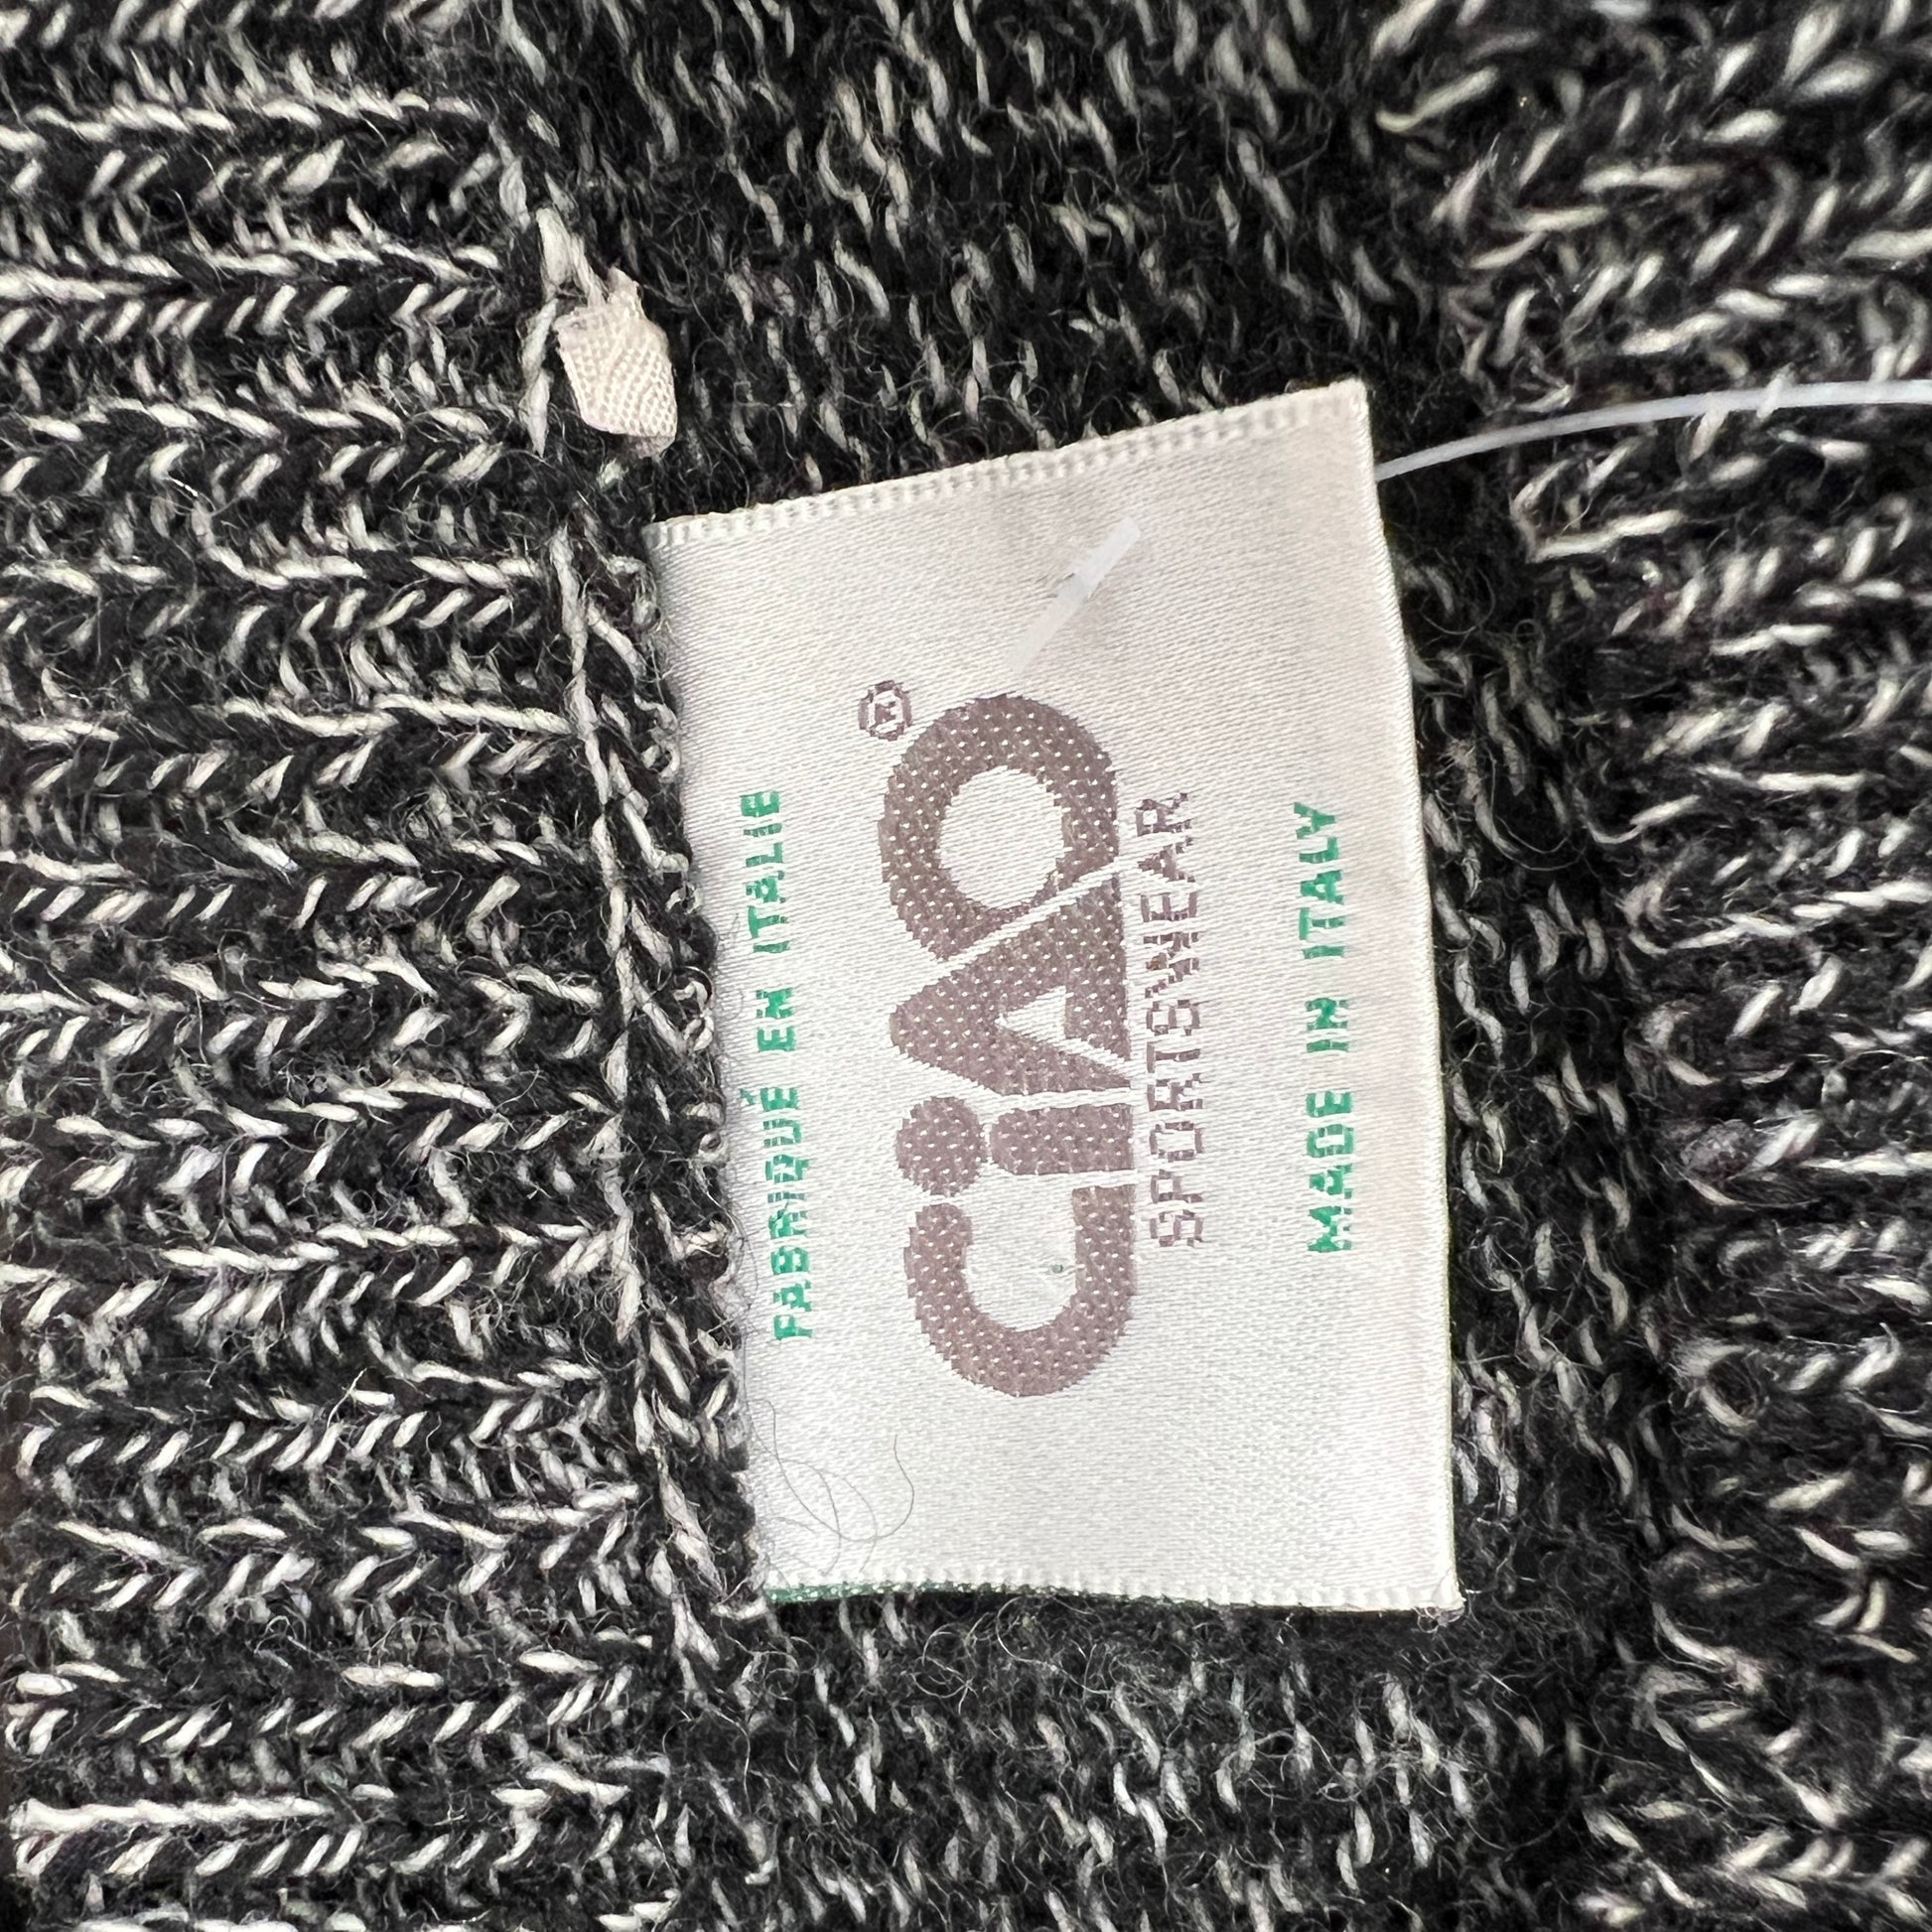 FABRIQUÉ EN ITALIE
CiAO®
SPORTSWEAR
MADE IN ITALY